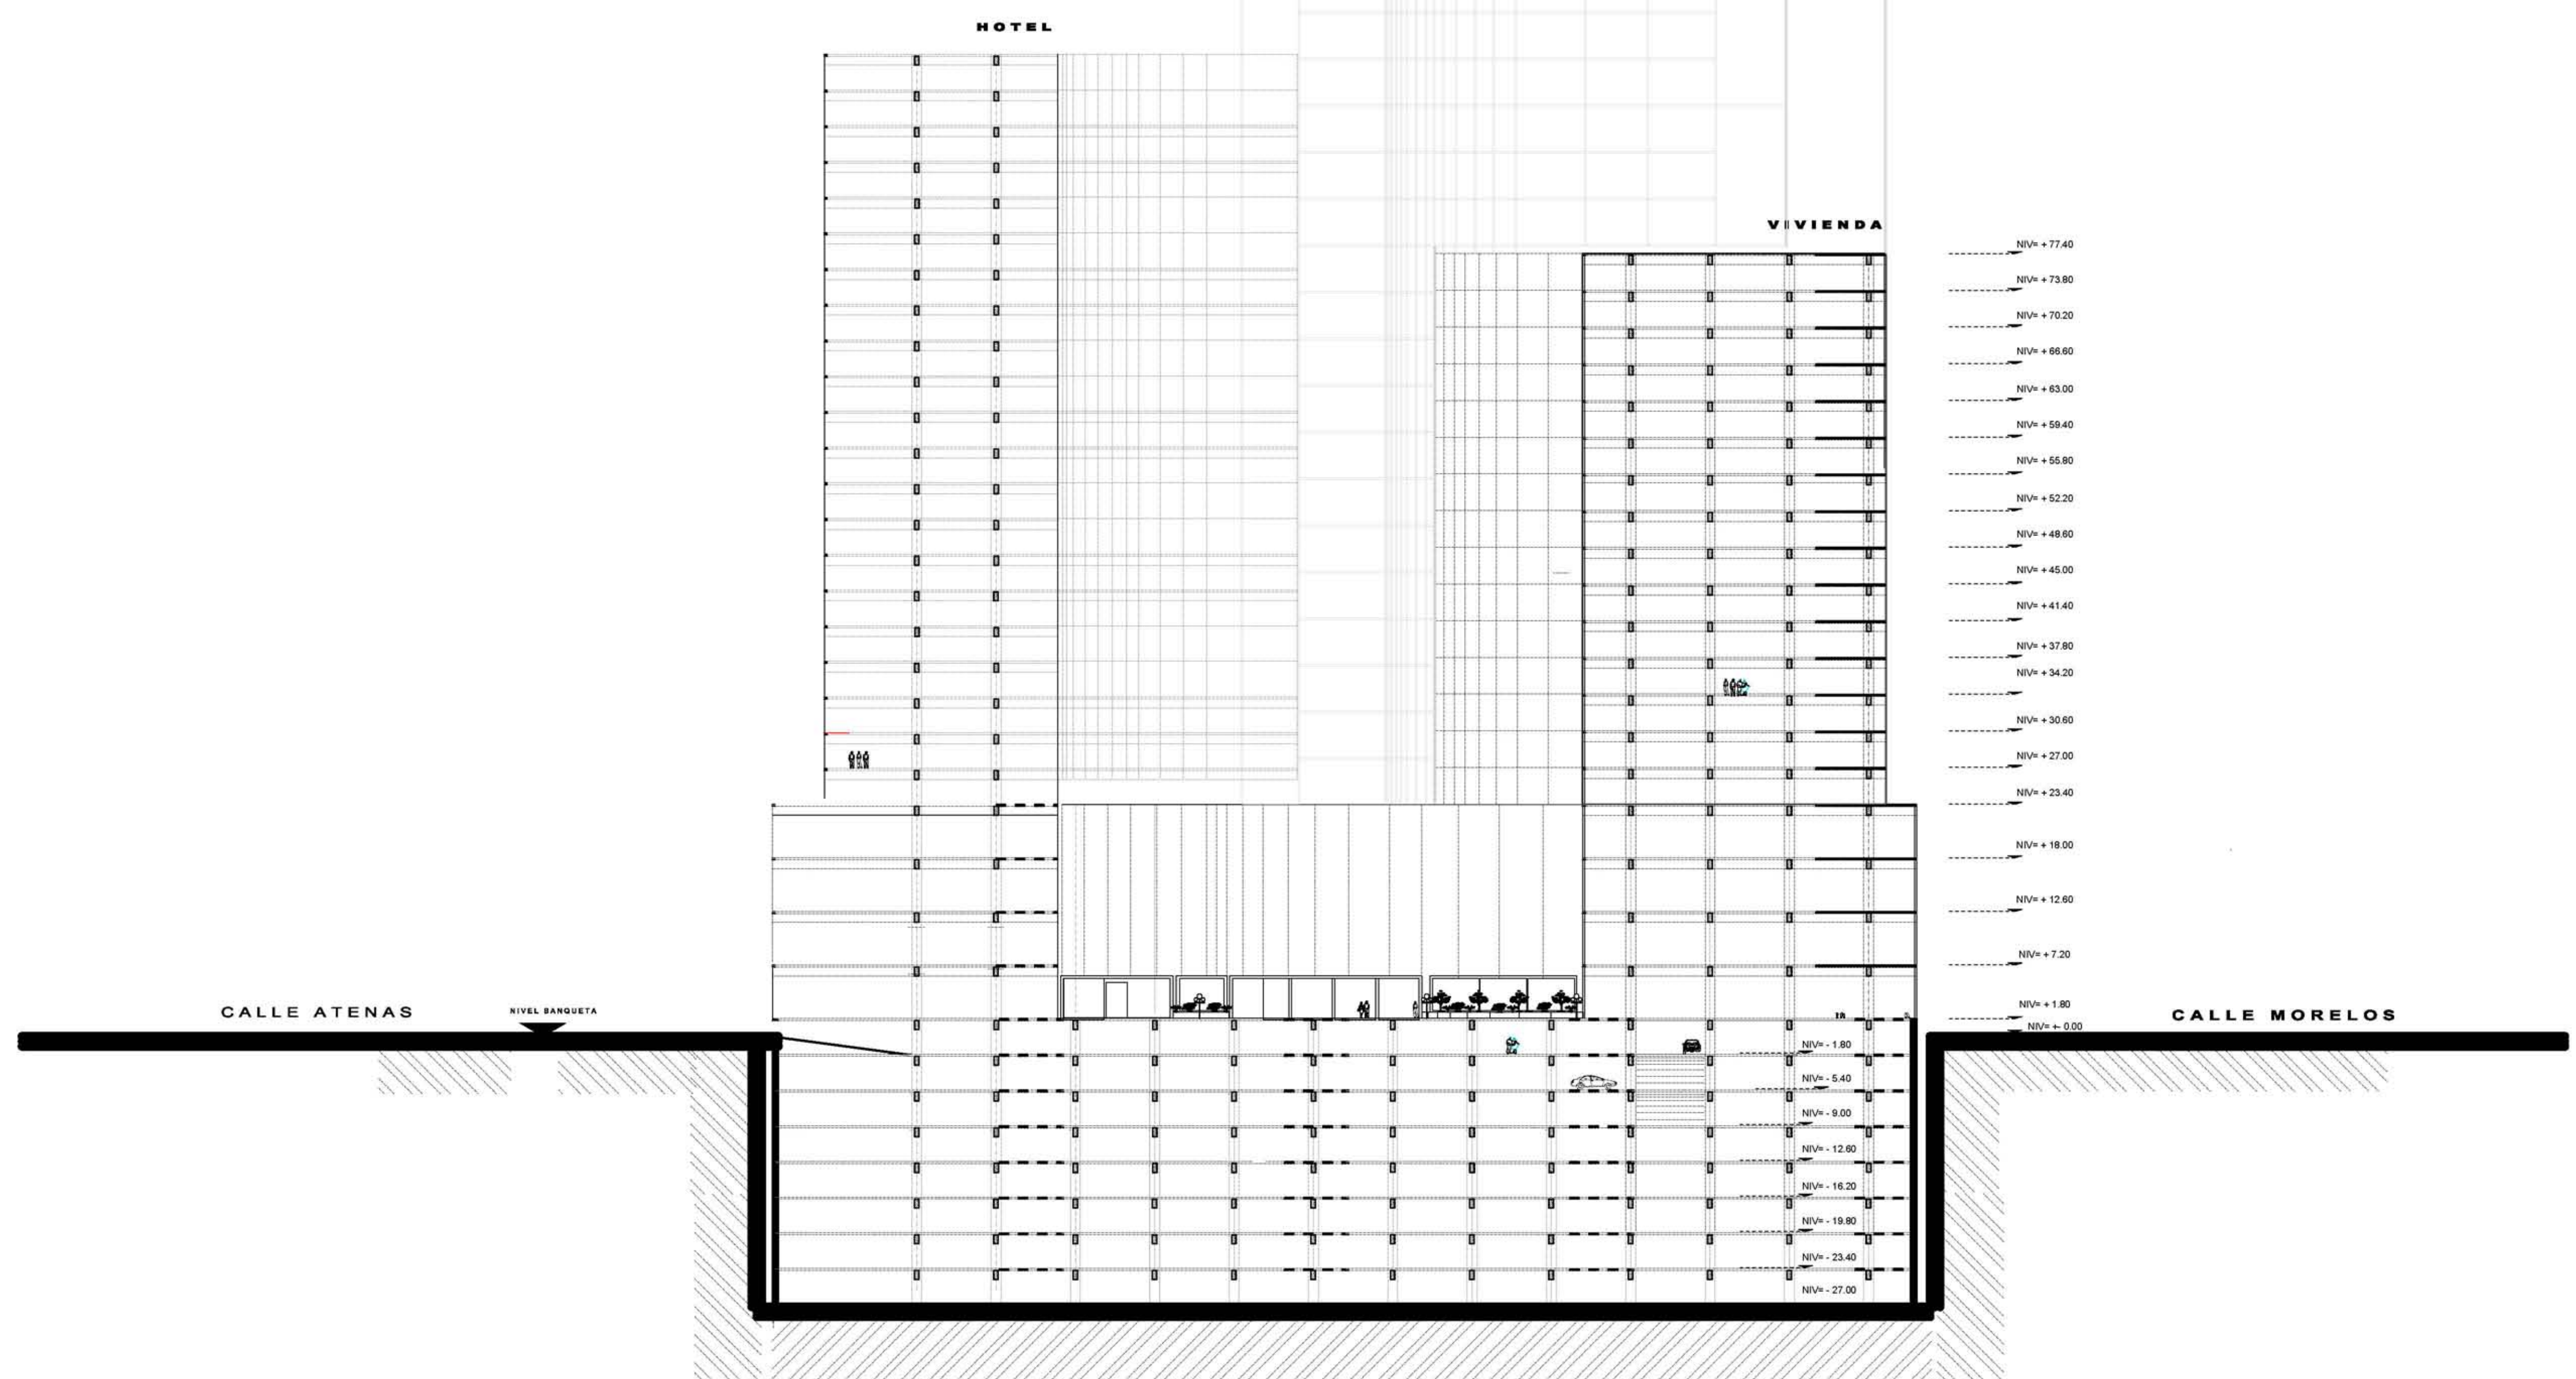 HOTEL
VIVIENDA
NIV= + 77.40
NIV= + 73.80
NIV= + 70.20
NIV= + 66.60
NIV= + 63.00
NIV= + 59.40
NIV= + 55.80
NIV= + 52.20
NIV= + 48.60
NIV= + 45.00
NIV= + 41.40
NIV= + 37.80
NIV= + 34.20
NIV= + 30.60
NIV= + 27.00
NIV= + 23.40
NIV= + 18.00
NIV= + 12.60
NIV= + 7.20
NIV= + 1.80
CALLE ATENAS
NIVEL BANQUETA
CALLE MORELOS
NIV= +- 0.00
NIV= - 1.80
NIV= - 5.40
NIV= - 9.00
NIV= - 12.60
NIV= - 16.20
NIV= - 19.80
NIV= - 23.40
NIV= - 27.00